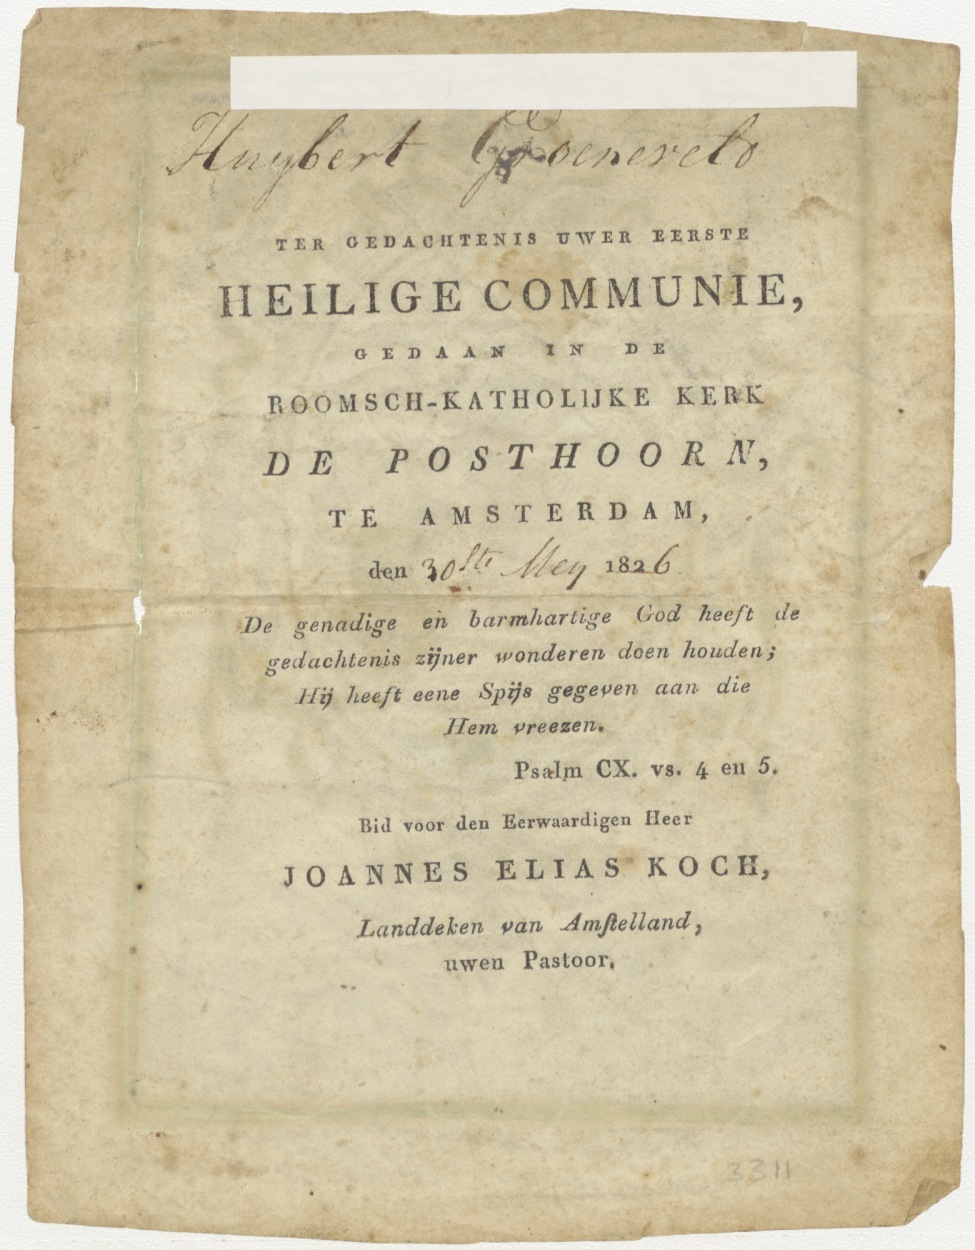 Huybert Groeneveld
TER GEDACHTENIS UWER EERSTE
HEILIGE COMMUNIE,
GEDAAN IN DE
ROOMSCH-KATHOLIJKE KERK
DE POSTHOORN,
TE AMSTERDAM,
den 30ste Mey 1826
De genadige en barmhartige God heeft de
gedachtenis zijner wonderen doen houden;
Hij heeft eene Spijs gegeven aan die
Hem vreezen.
Psalm CX. vs. 4 en 5.
Bid voor den Eerwaardigen Heer
JOANNES ELIAS KOCH,
Landdeken van Amſtelland,
uwen Pastoor.
3311